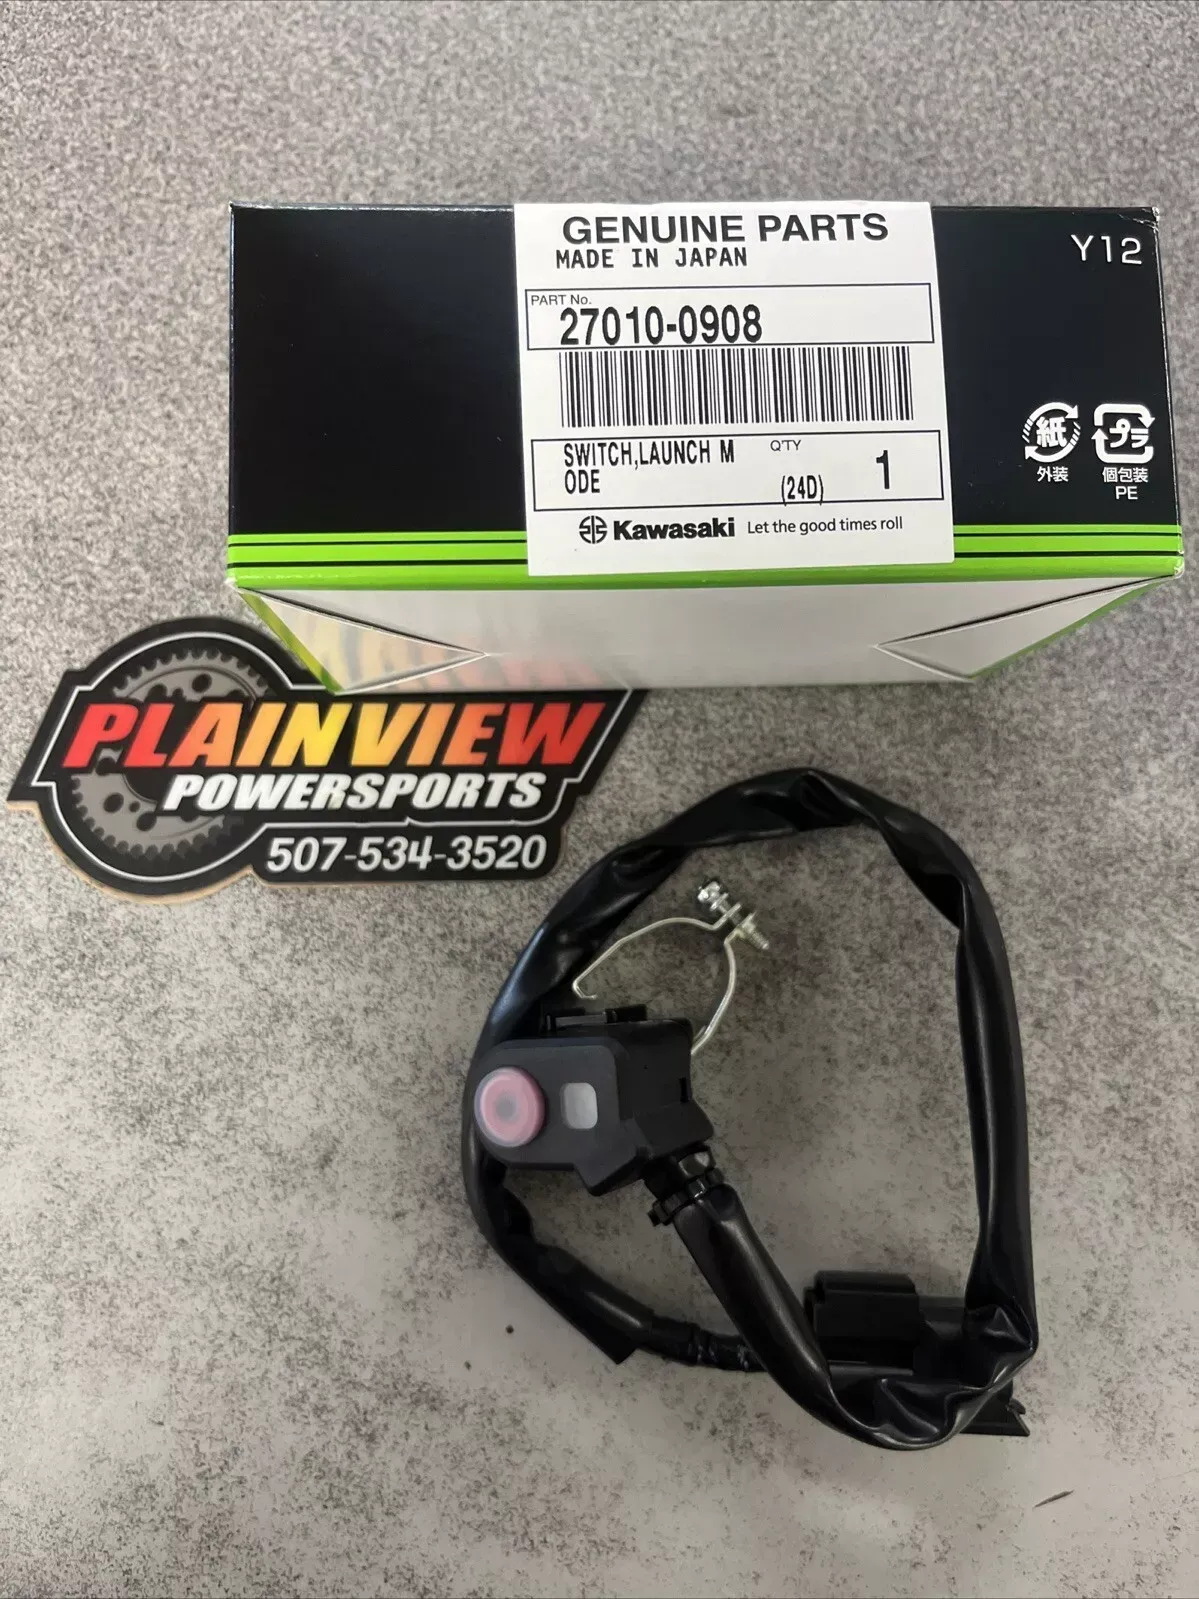 GENUINE PARTS
MADE IN JAPAN
Y12
PART No.
27010-0908
SWITCH,LAUNCH M
ODE
Q'TY
(24D)
1
Kawasaki Let the good times roll
紙
外装
プラ
個包装
PE
PLAINVIEW
POWERSPORTS
507-534-3520